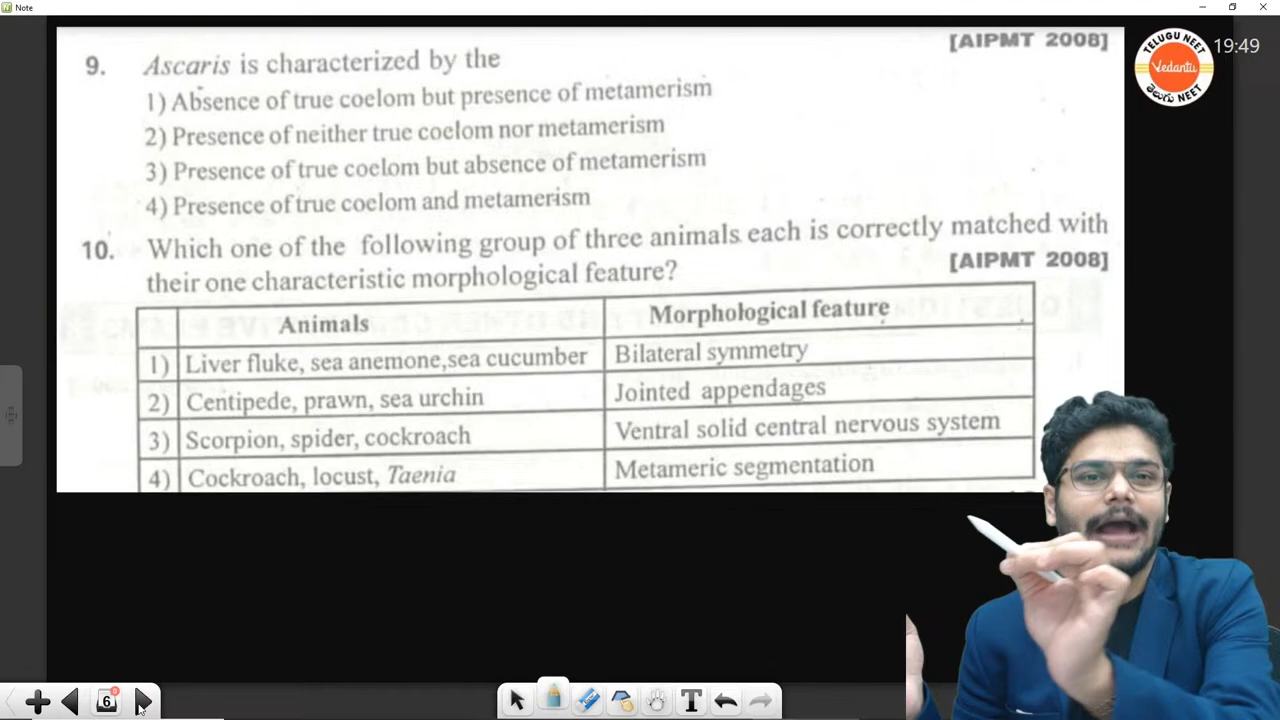 Note
[AIPMT 2008]
TELUGU NEET
Vedantu
తెలుగు NEET
19:49
9. Ascaris is characterized by the
1) Absence of true coelom but presence of metamerism
2) Presence of neither true coelom nor metamerism
3) Presence of true coelom but absence of metamerism
4) Presence of true coelom and metamerism
10. Which one of the following group of three animals each is correctly matched with
their one characteristic morphological feature?
[AIPMT 2008]
Animals Morphological feature
1) Liver fluke, sea anemone,sea cucumber Bilateral symmetry
2) Centipede, prawn, sea urchin Jointed appendages
3) Scorpion, spider, cockroach Ventral solid central nervous system
4) Cockroach, locust, Taenia Metameric segmentation
6
8
T